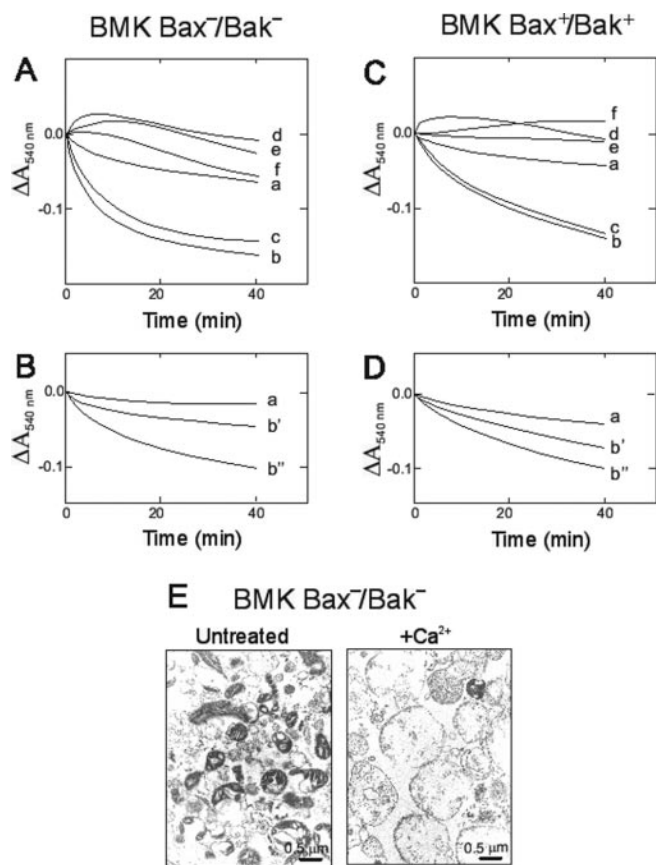 BMK Bax⁻/Bak⁻
BMK Bax⁺/Bak⁺
A
ΔA₅₄₀ ₙₘ
0.0
-0.1
d
e
f
a
c
b
0
20
40
Time (min)
C
ΔA₅₄₀ ₙₘ
0.0
-0.1
f
d
e
a
c
b
0
20
40
Time (min)
B
ΔA₅₄₀ ₙₘ
0.0
-0.1
a
b'
b"
0
20
40
Time (min)
D
ΔA₅₄₀ ₙₘ
0.0
-0.1
a
b'
b"
0
20
40
Time (min)
E BMK Bax⁻/Bak⁻
Untreated
+Ca²⁺
0.5 µm
0.5 µm